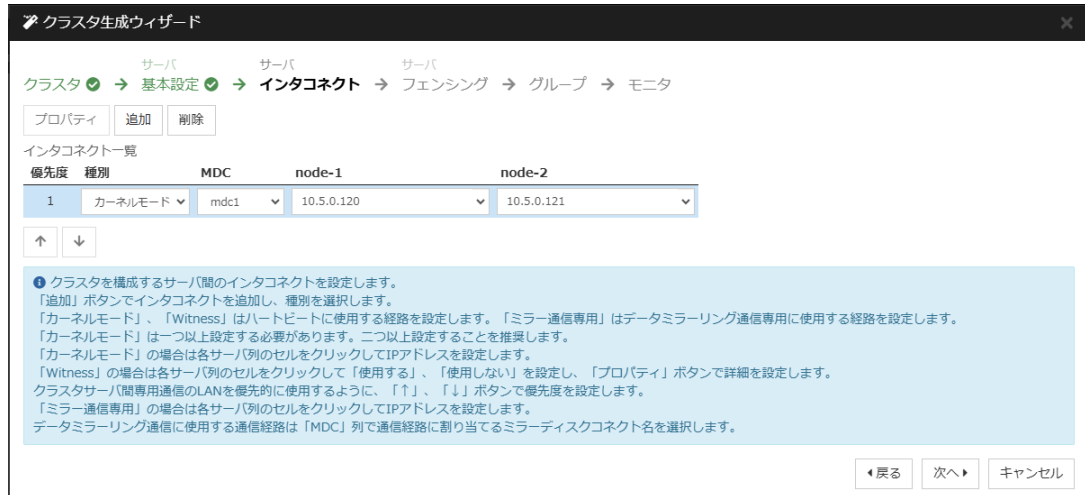 クラスタ生成ウィザード ×
サーバ サーバ サーバ
クラスタ → 基本設定 → インタコネクト → フェンシング → グループ → モニタ
プロパティ 追加 削除
インタコネクト一覧
優先度 種別 MDC node-1 node-2
1 カーネルモード mdc1 10.5.0.120 10.5.0.121
↑ ↓
クラスタを構成するサーバ間のインタコネクトを設定します。
「追加」ボタンでインタコネクトを追加し、種別を選択します。
「カーネルモード」、「Witness」はハートビートに使用する経路を設定します。「ミラー通信専用」はデータミラーリング通信専用に使用する経路を設定します。
「カーネルモード」は一つ以上設定する必要があります。二つ以上設定することを推奨します。
「カーネルモード」の場合は各サーバ列のセルをクリックしてIPアドレスを設定します。
「Witness」の場合は各サーバ列のセルをクリックして「使用する」、「使用しない」を設定し、「プロパティ」ボタンで詳細を設定します。
クラスタサーバ間専用通信のLANを優先的に使用するように、「↑」、「↓」ボタンで優先度を設定します。
「ミラー通信専用」の場合は各サーバ列のセルをクリックしてIPアドレスを設定します。
データミラーリング通信に使用する通信経路は「MDC」列で通信経路に割り当てるミラーディスクコネクト名を選択します。
戻る 次へ キャンセル